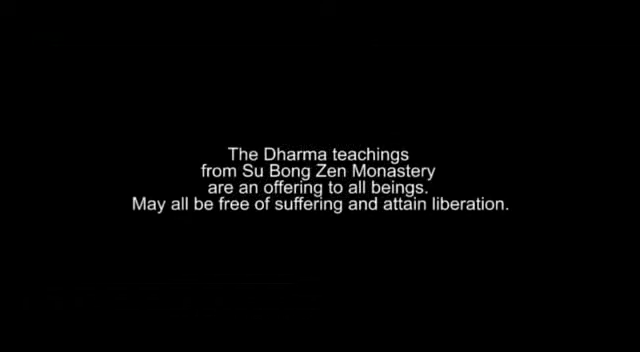 The Dharma teachings
from Su Bong Zen Monastery
are an offering to all beings.
May all be free of suffering and attain liberation.